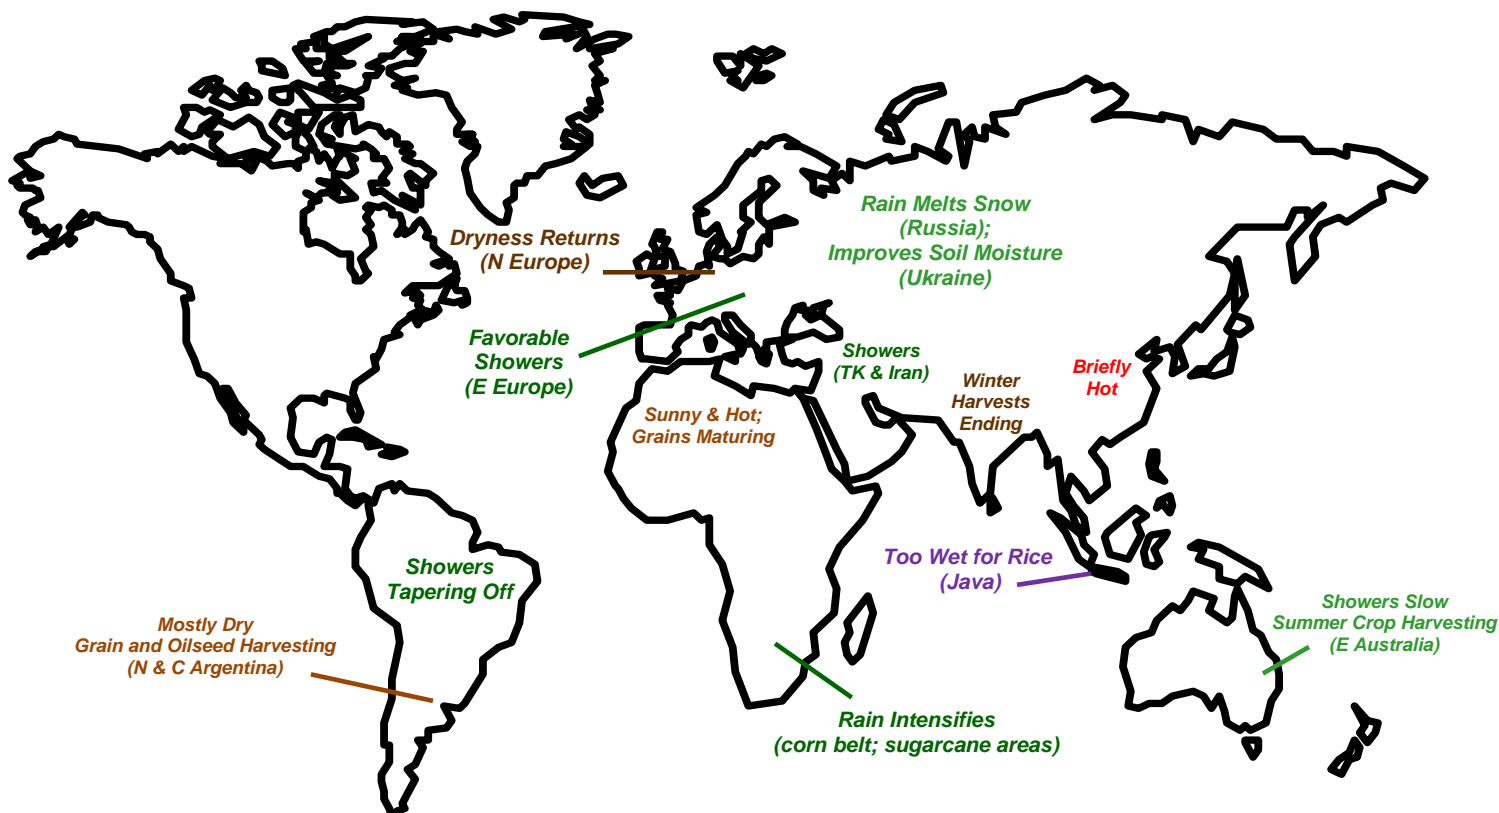 Rain Melts Snow
(Russia);
Improves Soil Moisture
(Ukraine)
Dryness Returns
(N Europe)
Favorable
Showers
(E Europe)
Showers
(TK & Iran)
Winter
Harvests
Ending
Briefly
Hot
Sunny & Hot;
Grains Maturing
Too Wet for Rice
(Java)
Showers
Tapering Off
Mostly Dry
Grain and Oilseed Harvesting
(N & C Argentina)
Showers Slow
Summer Crop Harvesting
(E Australia)
Rain Intensifies
(corn belt; sugarcane areas)